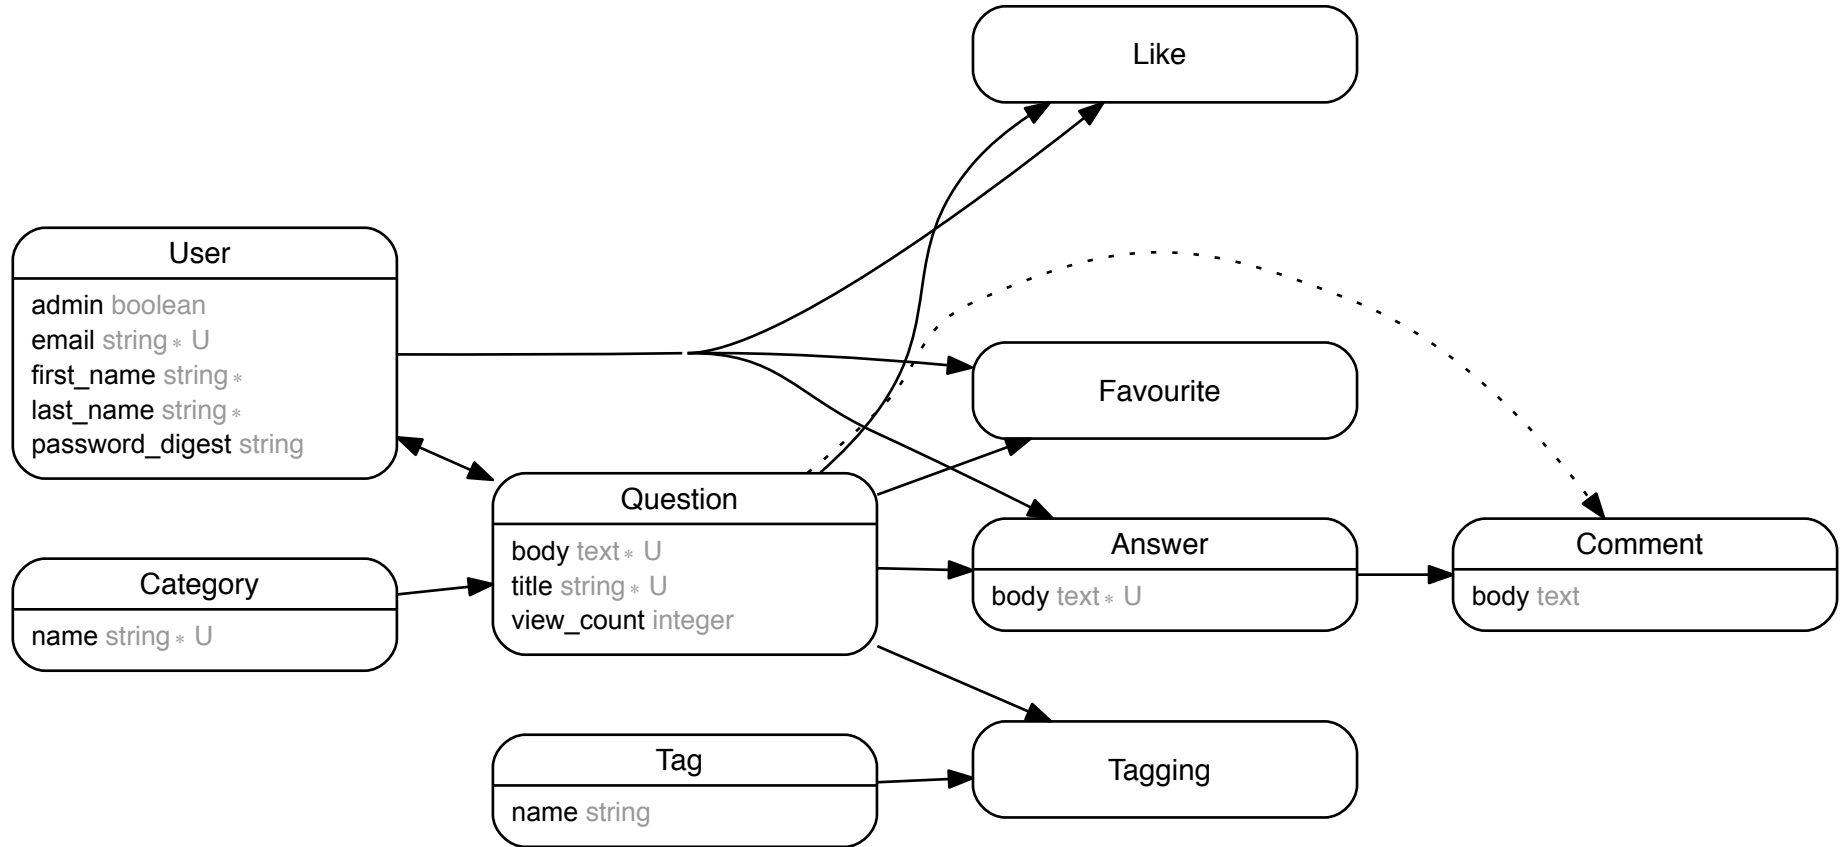 Like
User
admin boolean
email string∗ U
first_name string∗
last_name string∗
password_digest string
Favourite
Question
body text∗ U
title string∗ U
view_count integer
Answer
body text∗ U
Comment
body text
Category
name string∗ U
Tag
name string
Tagging